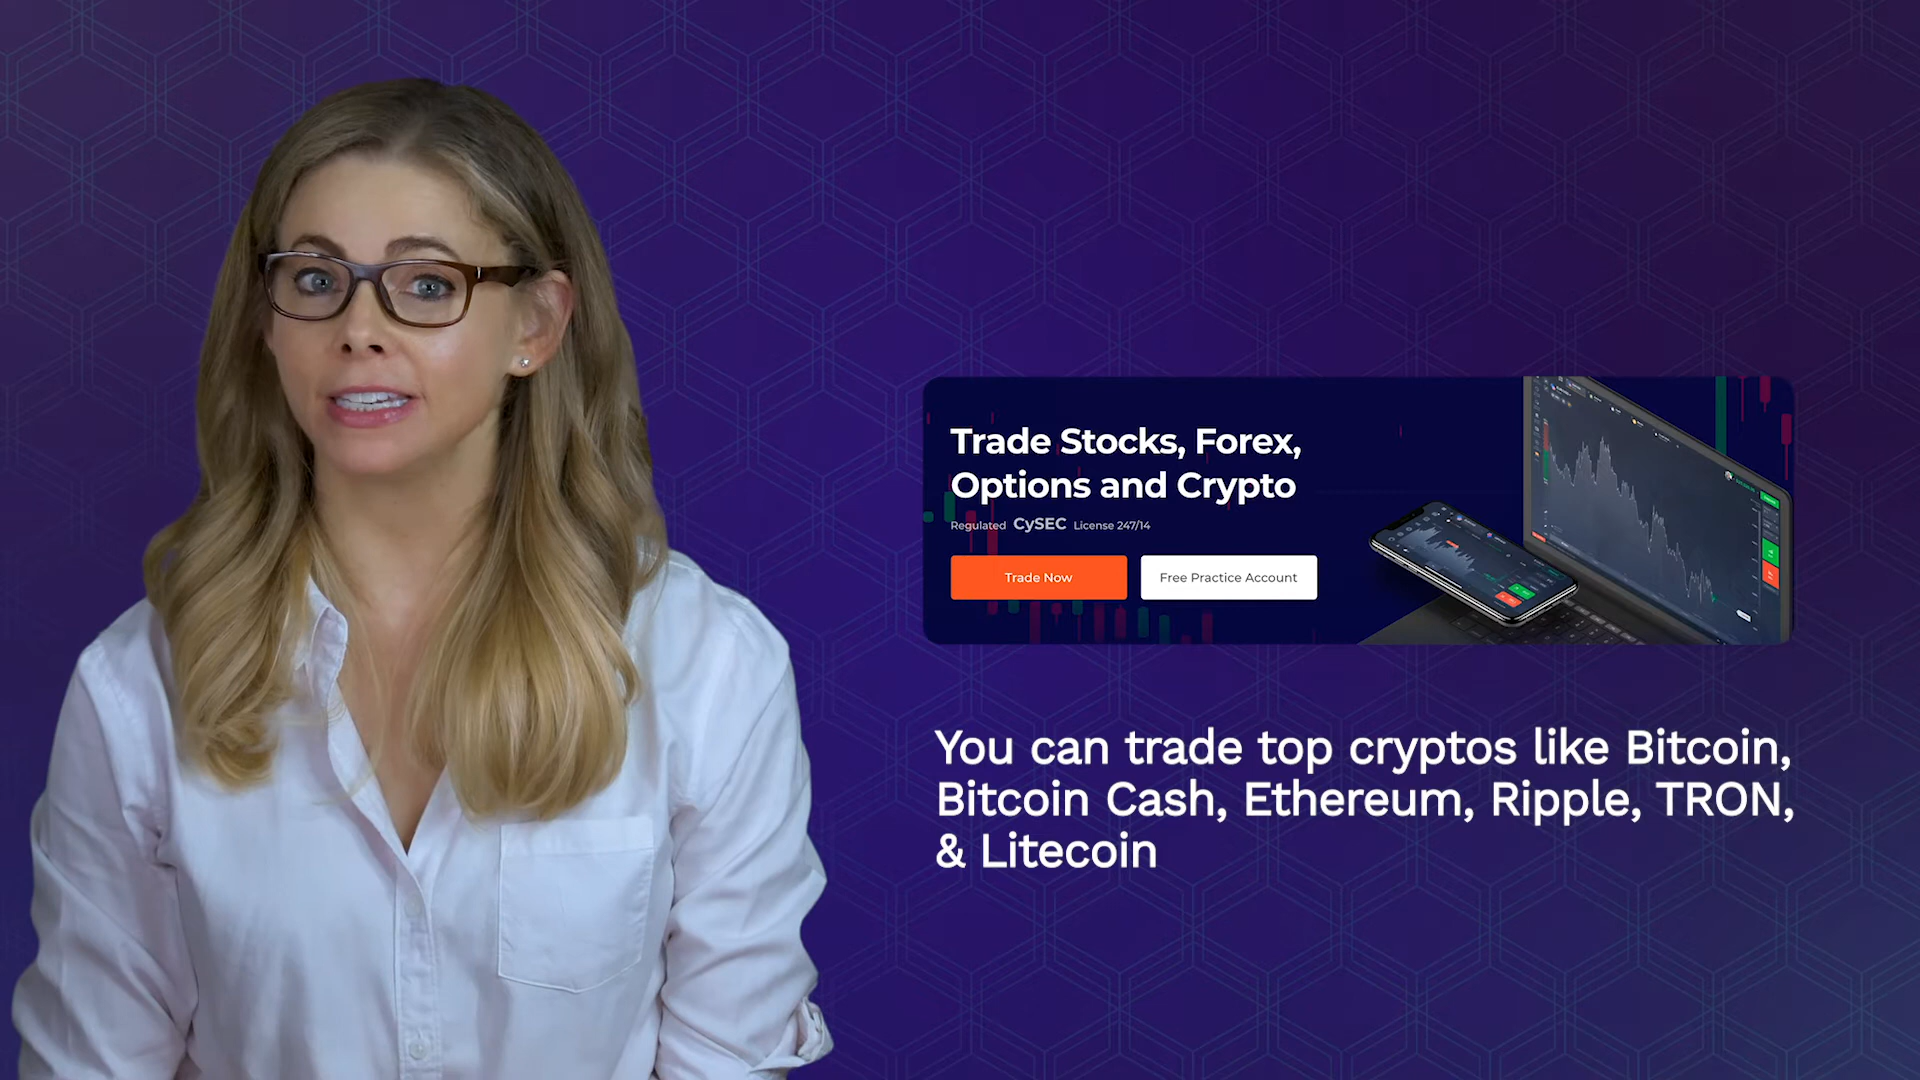 Trade Stocks, Forex,
Options and Crypto
Regulated CySEC License 247/14
Trade Now
Free Practice Account
You can trade top cryptos like Bitcoin,
Bitcoin Cash, Ethereum, Ripple, TRON,
& Litecoin